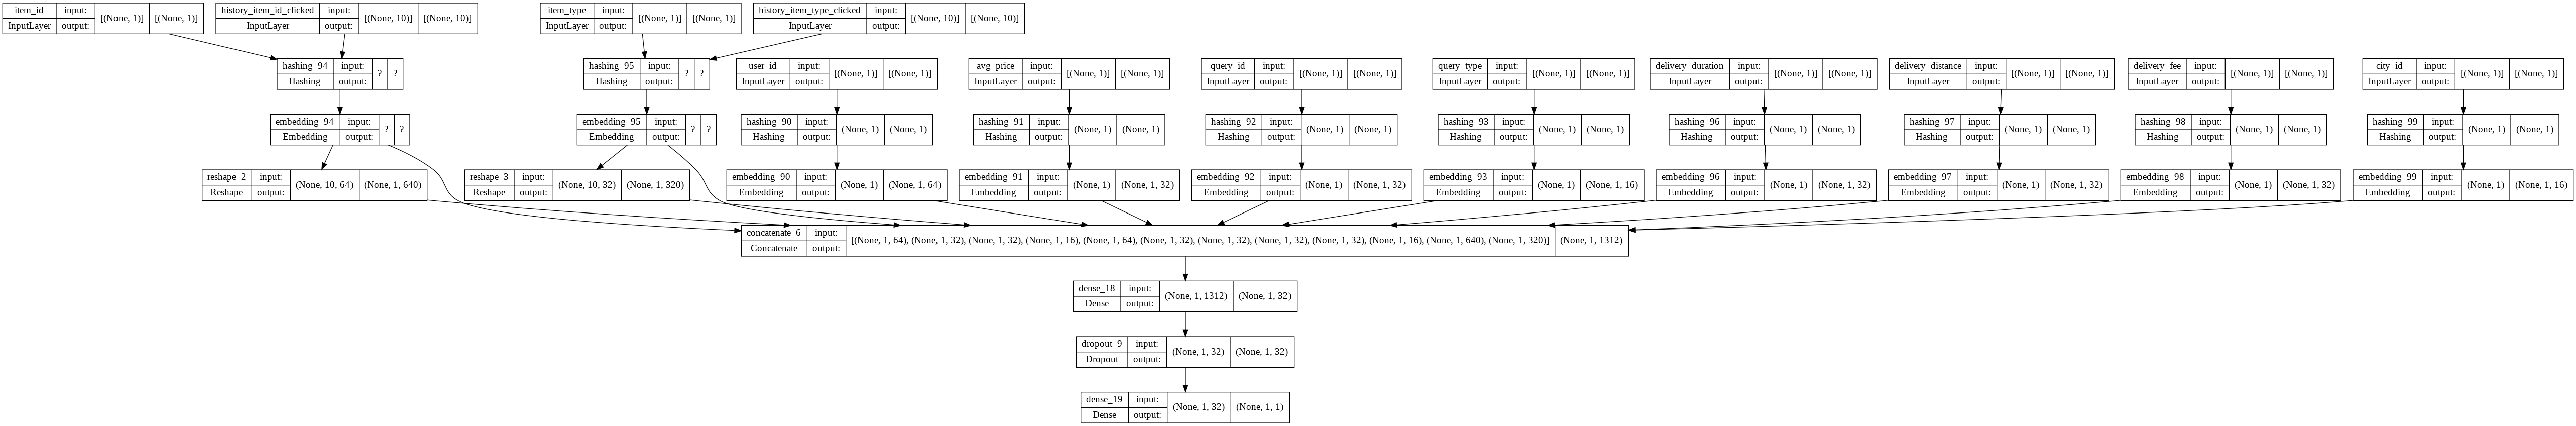 item_id input: [(None, 1)] [(None, 1)]
InputLayer output:
history_item_id_clicked input: [(None, 10)] [(None, 10)]
InputLayer output:
item_type input: [(None, 1)] [(None, 1)]
InputLayer output:
history_item_type_clicked input: [(None, 10)] [(None, 10)]
InputLayer output:
hashing_94 input: ? ?
Hashing output:
hashing_95 input: ? ?
Hashing output:
user_id input: [(None, 1)] [(None, 1)]
InputLayer output:
avg_price input: [(None, 1)] [(None, 1)]
InputLayer output:
query_id input: [(None, 1)] [(None, 1)]
InputLayer output:
query_type input: [(None, 1)] [(None, 1)]
InputLayer output:
delivery_duration input: [(None, 1)] [(None, 1)]
InputLayer output:
delivery_distance input: [(None, 1)] [(None, 1)]
InputLayer output:
delivery_fee input: [(None, 1)] [(None, 1)]
InputLayer output:
city_id input: [(None, 1)] [(None, 1)]
InputLayer output:
embedding_94 input: ? ?
Embedding output:
embedding_95 input: ? ?
Embedding output:
hashing_90 input: (None, 1) (None, 1)
Hashing output:
hashing_91 input: (None, 1) (None, 1)
Hashing output:
hashing_92 input: (None, 1) (None, 1)
Hashing output:
hashing_93 input: (None, 1) (None, 1)
Hashing output:
hashing_96 input: (None, 1) (None, 1)
Hashing output:
hashing_97 input: (None, 1) (None, 1)
Hashing output:
hashing_98 input: (None, 1) (None, 1)
Hashing output:
hashing_99 input: (None, 1) (None, 1)
Hashing output:
reshape_2 input: (None, 10, 64) (None, 1, 640)
Reshape output:
reshape_3 input: (None, 10, 32) (None, 1, 320)
Reshape output:
embedding_90 input: (None, 1) (None, 1, 64)
Embedding output:
embedding_91 input: (None, 1) (None, 1, 32)
Embedding output:
embedding_92 input: (None, 1) (None, 1, 32)
Embedding output:
embedding_93 input: (None, 1) (None, 1, 16)
Embedding output:
embedding_96 input: (None, 1) (None, 1, 32)
Embedding output:
embedding_97 input: (None, 1) (None, 1, 32)
Embedding output:
embedding_98 input: (None, 1) (None, 1, 32)
Embedding output:
embedding_99 input: (None, 1) (None, 1, 16)
Embedding output:
concatenate_6 input: [(None, 1, 64), (None, 1, 32), (None, 1, 32), (None, 1, 16), (None, 1, 64), (None, 1, 32), (None, 1, 32), (None, 1, 32), (None, 1, 32), (None, 1, 16), (None, 1, 640), (None, 1, 320)] (None, 1, 1312)
Concatenate output:
dense_18 input: (None, 1, 1312) (None, 1, 32)
Dense output:
dropout_9 input: (None, 1, 32) (None, 1, 32)
Dropout output:
dense_19 input: (None, 1, 32) (None, 1, 1)
Dense output: